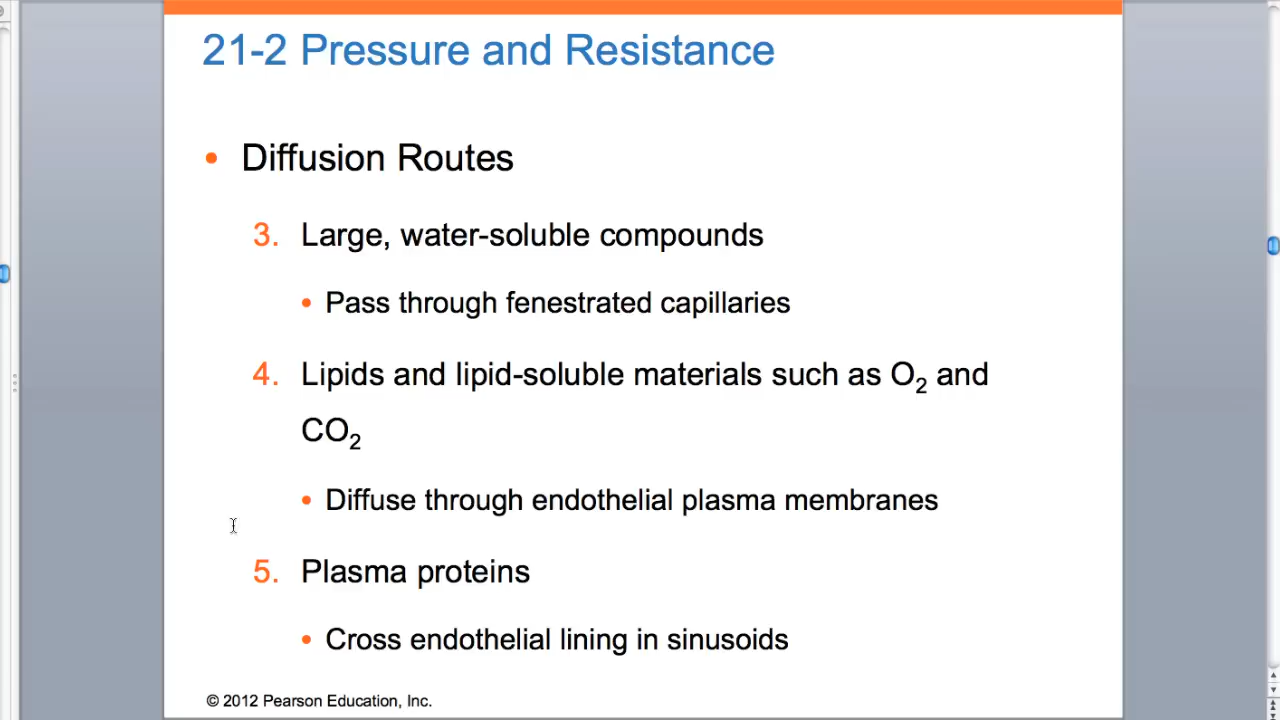 21-2 Pressure and Resistance
• Diffusion Routes
3. Large, water-soluble compounds
• Pass through fenestrated capillaries
4. Lipids and lipid-soluble materials such as O₂ and
CO₂
• Diffuse through endothelial plasma membranes
5. Plasma proteins
• Cross endothelial lining in sinusoids
© 2012 Pearson Education, Inc.